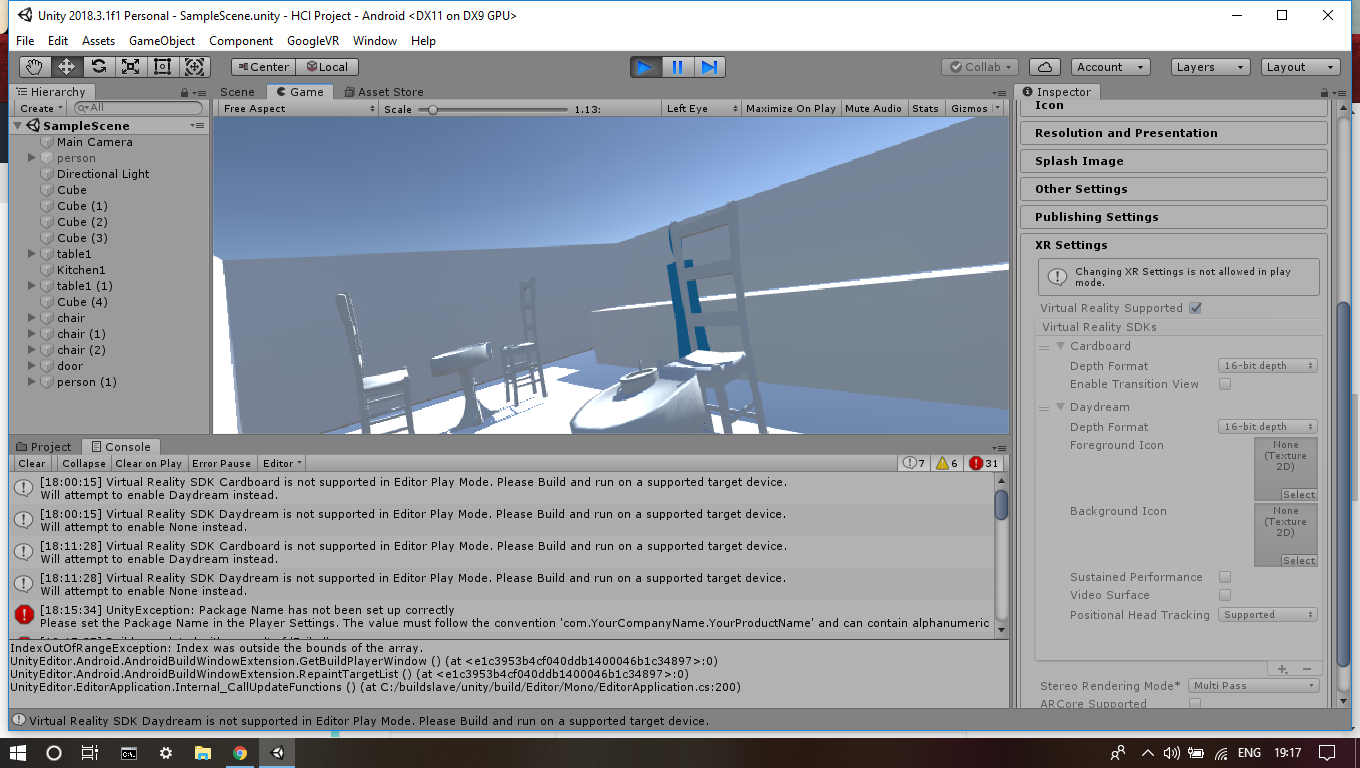 Unity 2018.3.1f1 Personal - SampleScene.unity - HCI Project - Android <DX11 on DX9 GPU>
File Edit Assets GameObject Component GoogleVR Window Help
Center Local Collab Account Layers Layout
Hierarchy
Create All
SampleScene
Main Camera
person
Directional Light
Cube
Cube (1)
Cube (2)
Cube (3)
table1
Kitchen1
table1 (1)
Cube (4)
chair
chair (1)
chair (2)
door
person (1)
Scene Game Asset Store
Free Aspect Scale 1.13: Left Eye Maximize On Play Mute Audio Stats Gizmos
Inspector
Icon
Resolution and Presentation
Splash Image
Other Settings
Publishing Settings
XR Settings
Changing XR Settings is not allowed in play
mode.
Virtual Reality Supported
Virtual Reality SDKs
Cardboard
Depth Format 16-bit depth
Enable Transition View
Daydream
Depth Format 16-bit depth
Foreground Icon
None
(Texture
2D)
Select
Background Icon
None
(Texture
2D)
Select
Sustained Performance
Video Surface
Positional Head Tracking Supported
Stereo Rendering Mode* Multi Pass
ARCore Supported
Project Console
Clear Collapse Clear on Play Error Pause Editor 7 6 31
[18:00:15] Virtual Reality SDK Cardboard is not supported in Editor Play Mode. Please Build and run on a supported target device.
Will attempt to enable Daydream instead.
[18:00:15] Virtual Reality SDK Daydream is not supported in Editor Play Mode. Please Build and run on a supported target device.
Will attempt to enable None instead.
[18:11:28] Virtual Reality SDK Cardboard is not supported in Editor Play Mode. Please Build and run on a supported target device.
Will attempt to enable Daydream instead.
[18:11:28] Virtual Reality SDK Daydream is not supported in Editor Play Mode. Please Build and run on a supported target device.
Will attempt to enable None instead.
[18:15:34] UnityException: Package Name has not been set up correctly
Please set the Package Name in the Player Settings. The value must follow the convention 'com.YourCompanyName.YourProductName' and can contain alphanumeric
IndexOutOfRangeException: Index was outside the bounds of the array.
UnityEditor.Android.AndroidBuildWindowExtension.GetBuildPlayerWindow () (at <e1c3953b4cf040ddb1400046b1c34897>:0)
UnityEditor.Android.AndroidBuildWindowExtension.RepaintTargetList () (at <e1c3953b4cf040ddb1400046b1c34897>:0)
UnityEditor.EditorApplication.Internal_CallUpdateFunctions () (at C:/buildslave/unity/build/Editor/Mono/EditorApplication.cs:200)
Virtual Reality SDK Daydream is not supported in Editor Play Mode. Please Build and run on a supported target device.
ENG 19:17